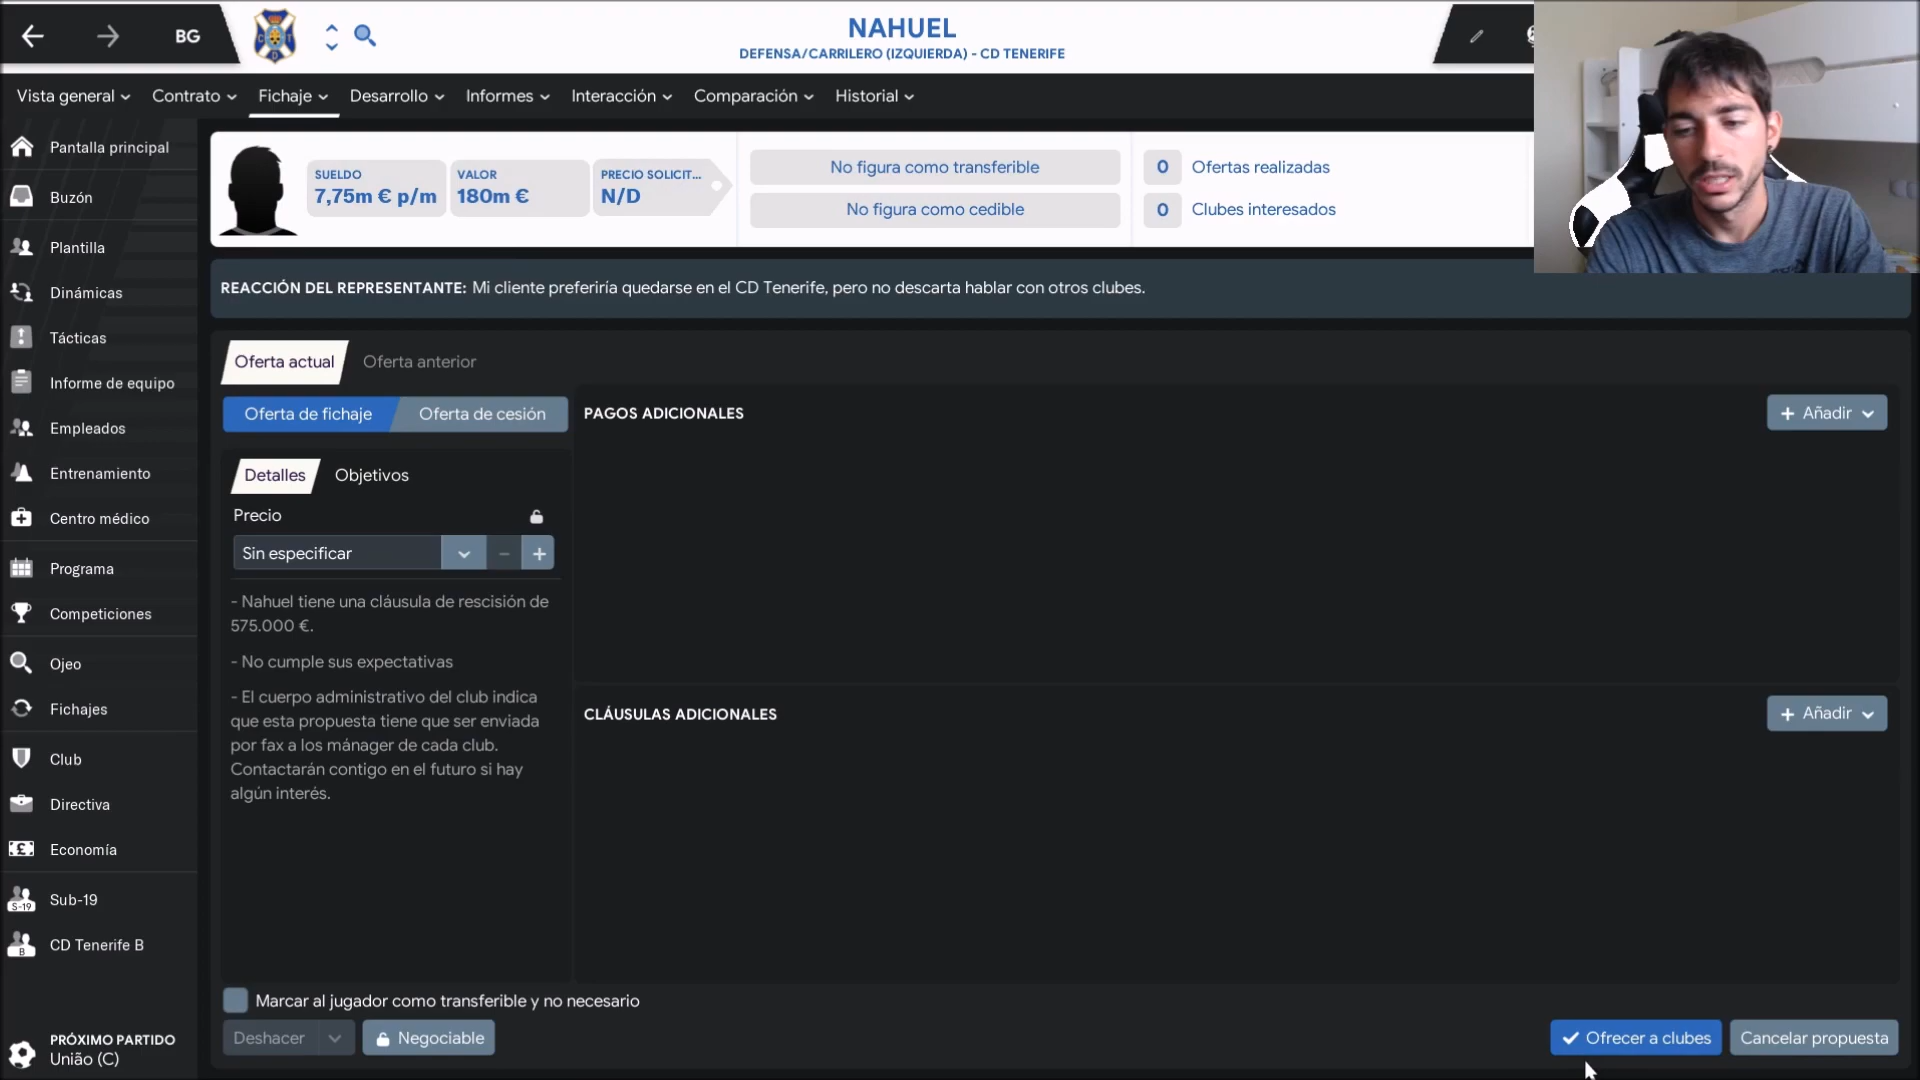 BG
NAHUEL
DEFENSA/CARRILERO (IZQUIERDA) - CD TENERIFE
Vista general
Contrato
Fichaje
Desarrollo
Informes
Interacción
Comparación
Historial
Pantalla principal
Buzón
Plantilla
Dinámicas
Tácticas
Informe de equipo
Empleados
Entrenamiento
Centro médico
Programa
Competiciones
Ojeo
Fichajes
Club
Directiva
Economía
S-19
Sub-19
B
CD Tenerife B
PRÓXIMO PARTIDO
União (C)
SUELDO
7,75m € p/m
VALOR
180m €
PRECIO SOLICIT...
N/D
No figura como transferible
No figura como cedible
0 Ofertas realizadas
0 Clubes interesados
REACCIÓN DEL REPRESENTANTE: Mi cliente preferiría quedarse en el CD Tenerife, pero no descarta hablar con otros clubes.
Oferta actual
Oferta anterior
Oferta de fichaje
Oferta de cesión
Detalles
Objetivos
Precio
Sin especificar
- Nahuel tiene una cláusula de rescisión de
575.000 €.
- No cumple sus expectativas
- El cuerpo administrativo del club indica
que esta propuesta tiene que ser enviada
por fax a los mánager de cada club.
Contactarán contigo en el futuro si hay
algún interés.
PAGOS ADICIONALES
+ Añadir
CLÁUSULAS ADICIONALES
+ Añadir
Marcar al jugador como transferible y no necesario
Deshacer
Negociable
Ofrecer a clubes
Cancelar propuesta